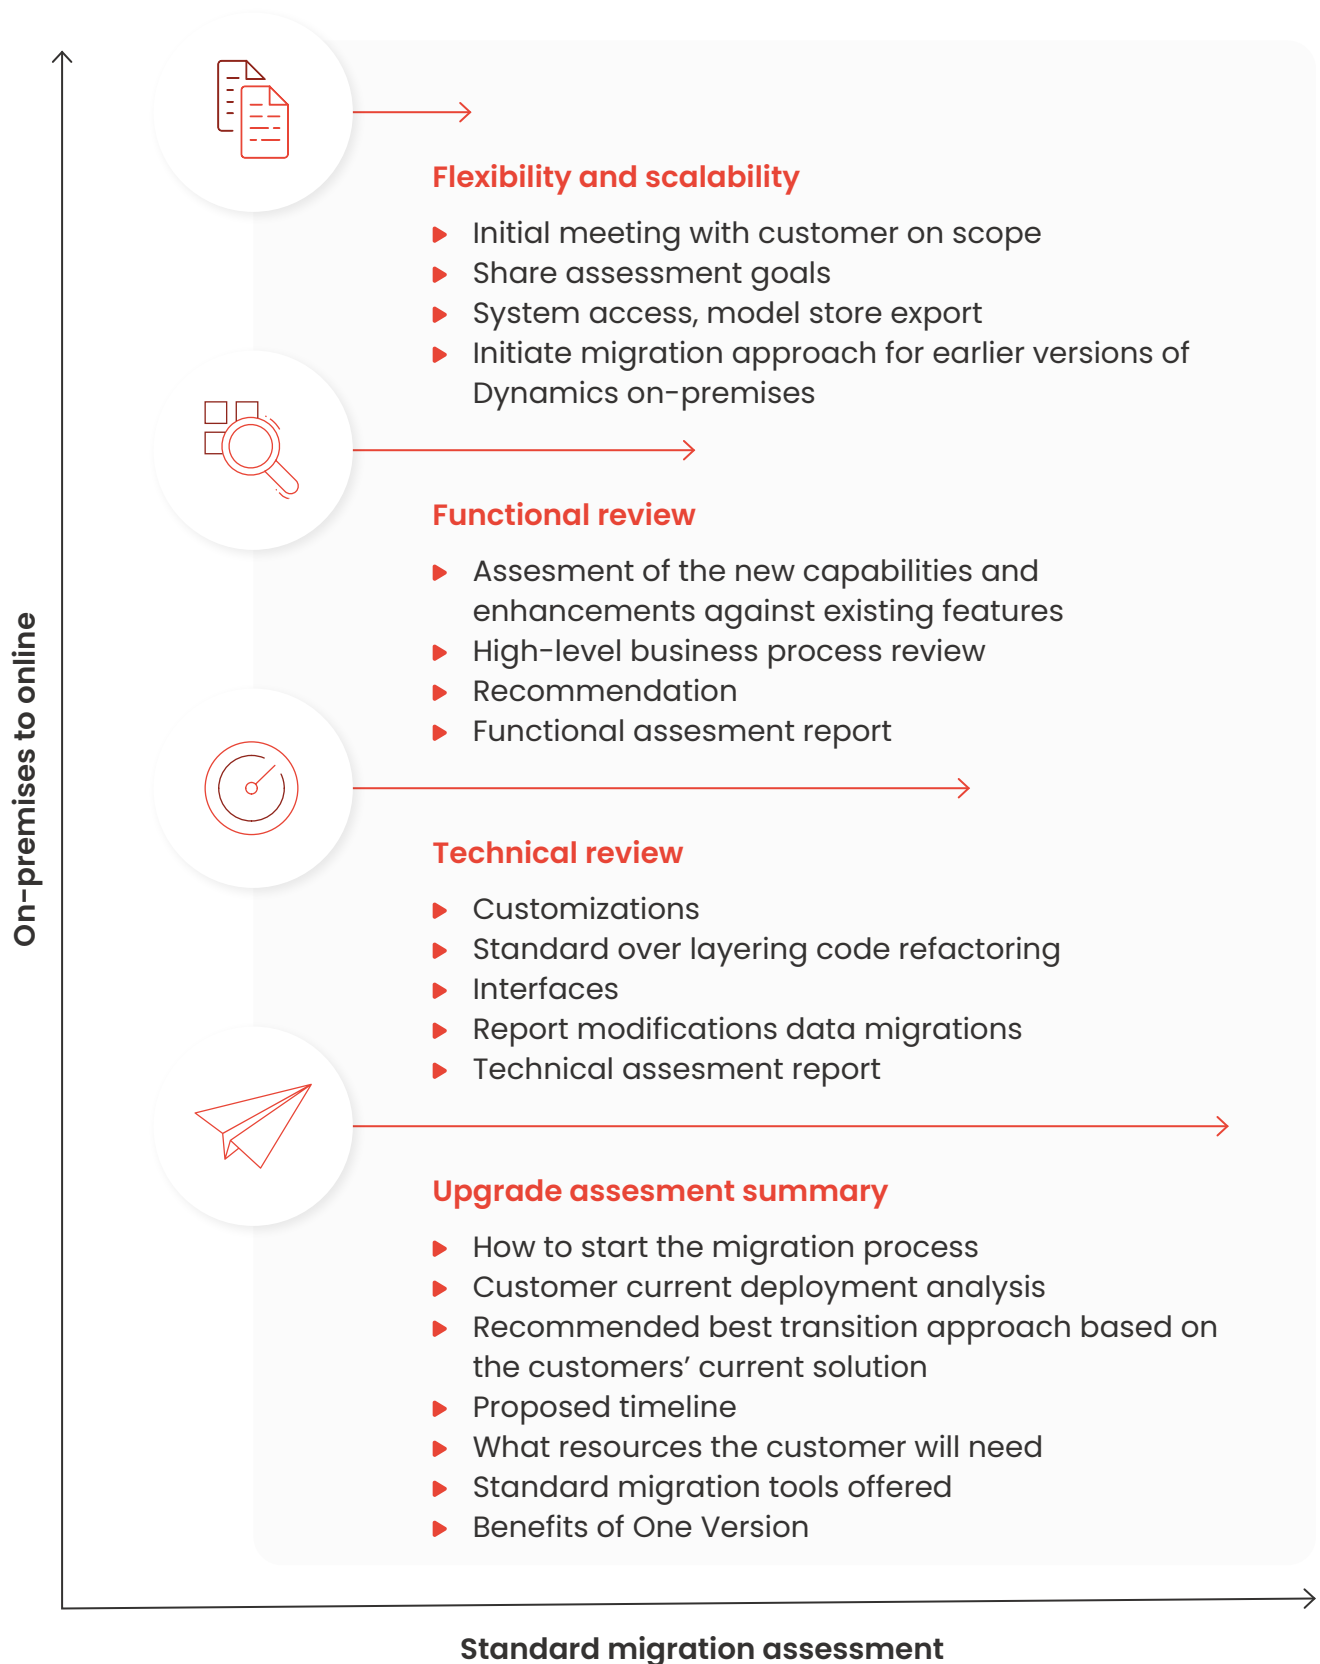 Flexibility and scalability
Initial meeting with customer on scope
Share assessment goals
System access, model store export
Initiate migration approach for earlier versions of
Dynamics on-premises
Functional review
Assesment of the new capabilities and
enhancements against existing features
High-level business process review
Recommendation
Functional assesment report
Technical review
Customizations
Standard over layering code refactoring
Interfaces
Report modifications data migrations
Technical assesment report
Upgrade assesment summary
How to start the migration process
Customer current deployment analysis
Recommended best transition approach based on
the customers’ current solution
Proposed timeline
What resources the customer will need
Standard migration tools offered
Benefits of One Version
On-premises to online
Standard migration assessment